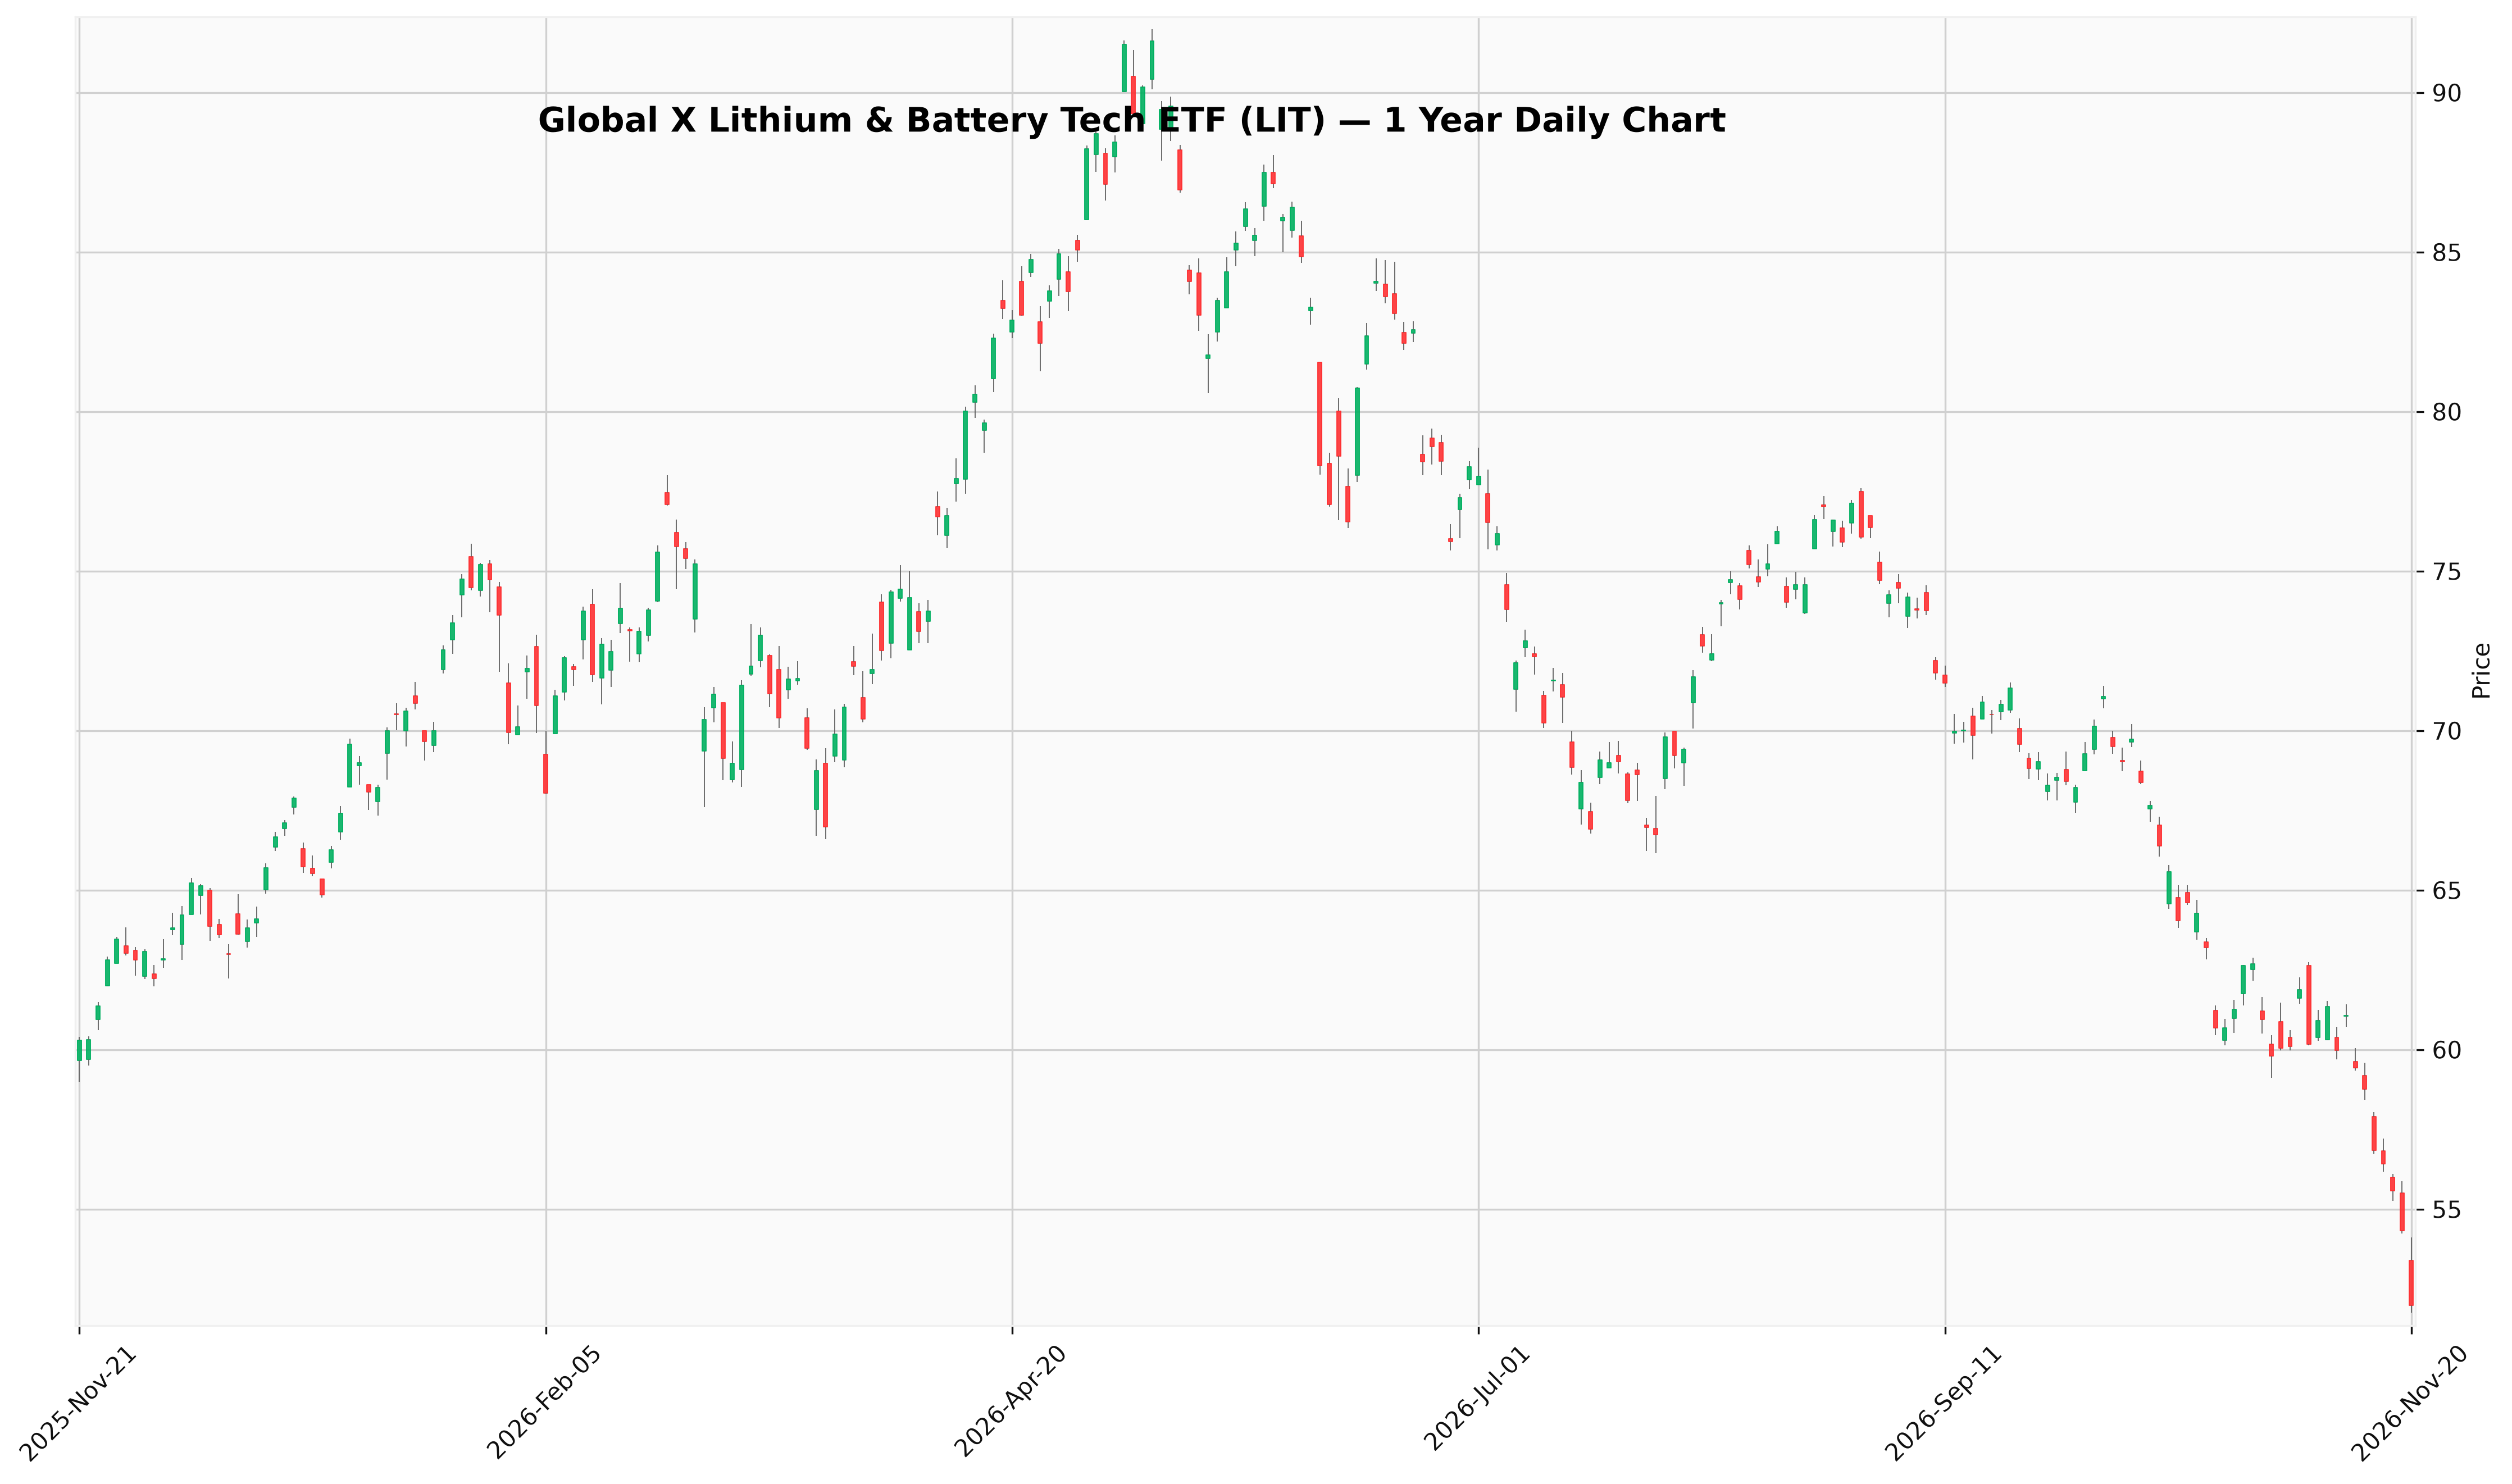 Global X Lithium & Battery Tech ETF (LIT) — 1 Year Daily Chart
90
85
80
75
70
65
60
55
Price
2025-Nov-21
2026-Feb-05
2026-Apr-20
2026-Jul-01
2026-Sep-11
2026-Nov-20